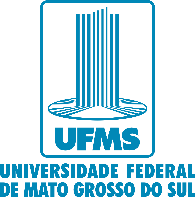 UFMS
UNIVERSIDADE FEDERAL
DE MATO GROSSO DO SUL